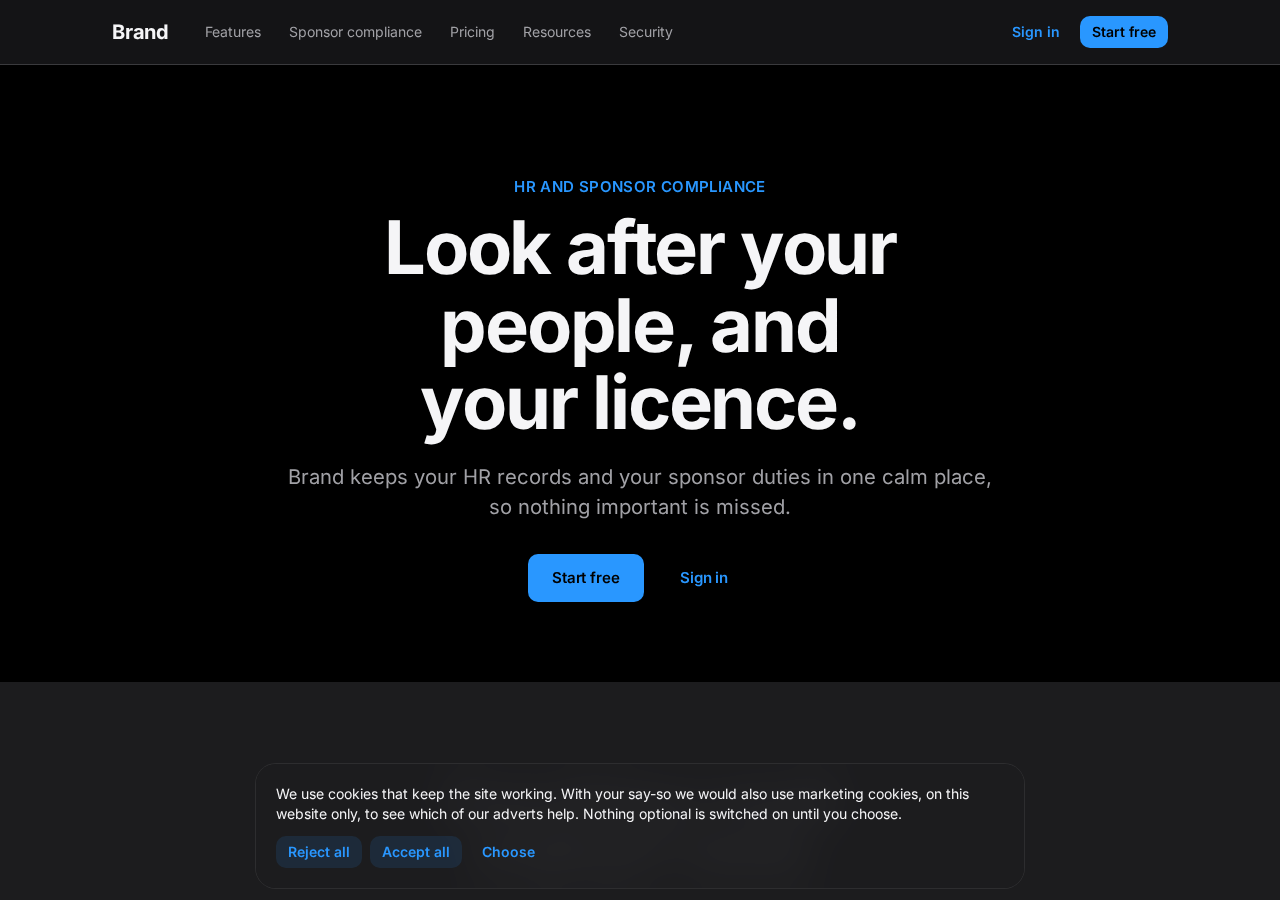 Brand
Features
Sponsor compliance
Pricing
Resources
Security
Sign in
Start free
HR AND SPONSOR COMPLIANCE
Look after your
people, and
your licence.
Brand keeps your HR records and your sponsor duties in one calm place,
so nothing important is missed.
Start free
Sign in
We use cookies that keep the site working. With your say-so we would also use marketing cookies, on this
website only, to see which of our adverts help. Nothing optional is switched on until you choose.
Reject all
Accept all
Choose